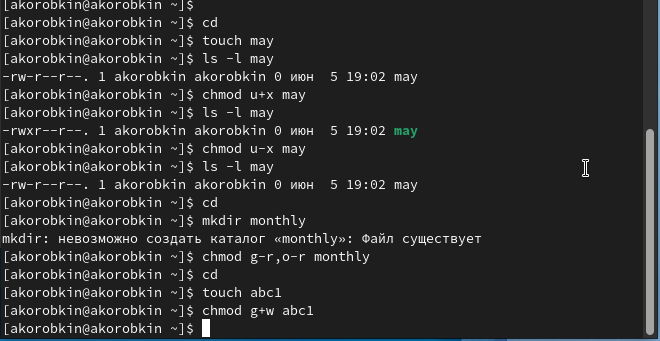 [akorobkin@akorobkin ~]$
[akorobkin@akorobkin ~]$ cd
[akorobkin@akorobkin ~]$ touch may
[akorobkin@akorobkin ~]$ ls -l may
-rw-r--r--. 1 akorobkin akorobkin 0 июн  5 19:02 may
[akorobkin@akorobkin ~]$ chmod u+x may
[akorobkin@akorobkin ~]$ ls -l may
-rwxr--r--. 1 akorobkin akorobkin 0 июн  5 19:02 may
[akorobkin@akorobkin ~]$ chmod u-x may
[akorobkin@akorobkin ~]$ ls -l may
-rw-r--r--. 1 akorobkin akorobkin 0 июн  5 19:02 may
[akorobkin@akorobkin ~]$ cd
[akorobkin@akorobkin ~]$ mkdir monthly
mkdir: невозможно создать каталог «monthly»: Файл существует
[akorobkin@akorobkin ~]$ chmod g-r,o-r monthly
[akorobkin@akorobkin ~]$ cd
[akorobkin@akorobkin ~]$ touch abc1
[akorobkin@akorobkin ~]$ chmod g+w abc1
[akorobkin@akorobkin ~]$